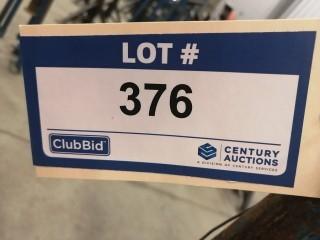 LOT #
376
ClubBid
CENTURY
AUCTIONS
A DIVISION OF CENTURY SERVICES